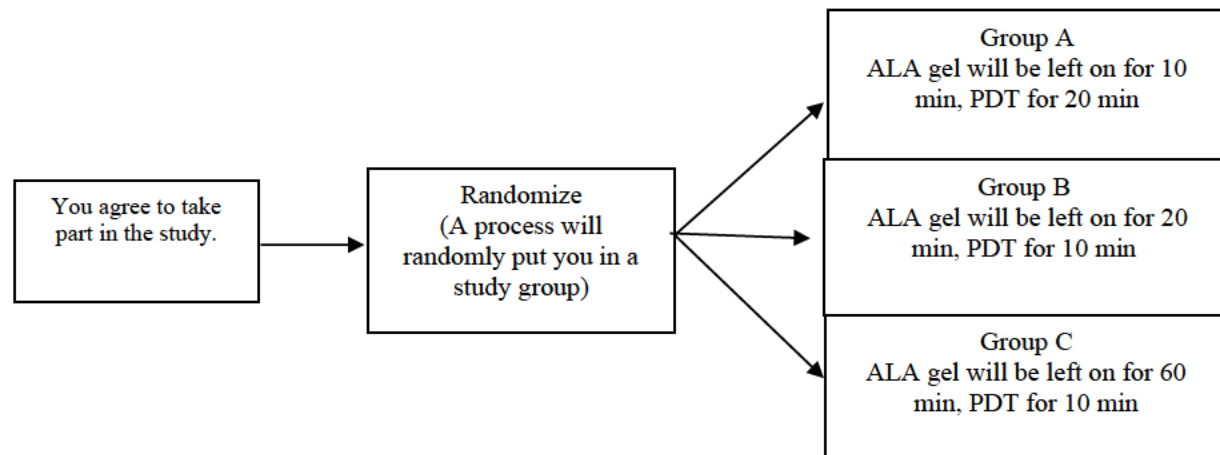 You agree to take
part in the study.
Randomize
(A process will
randomly put you in a
study group)
Group A
ALA gel will be left on for 10
min, PDT for 20 min
Group B
ALA gel will be left on for 20
min, PDT for 10 min
Group C
ALA gel will be left on for 60
min, PDT for 10 min